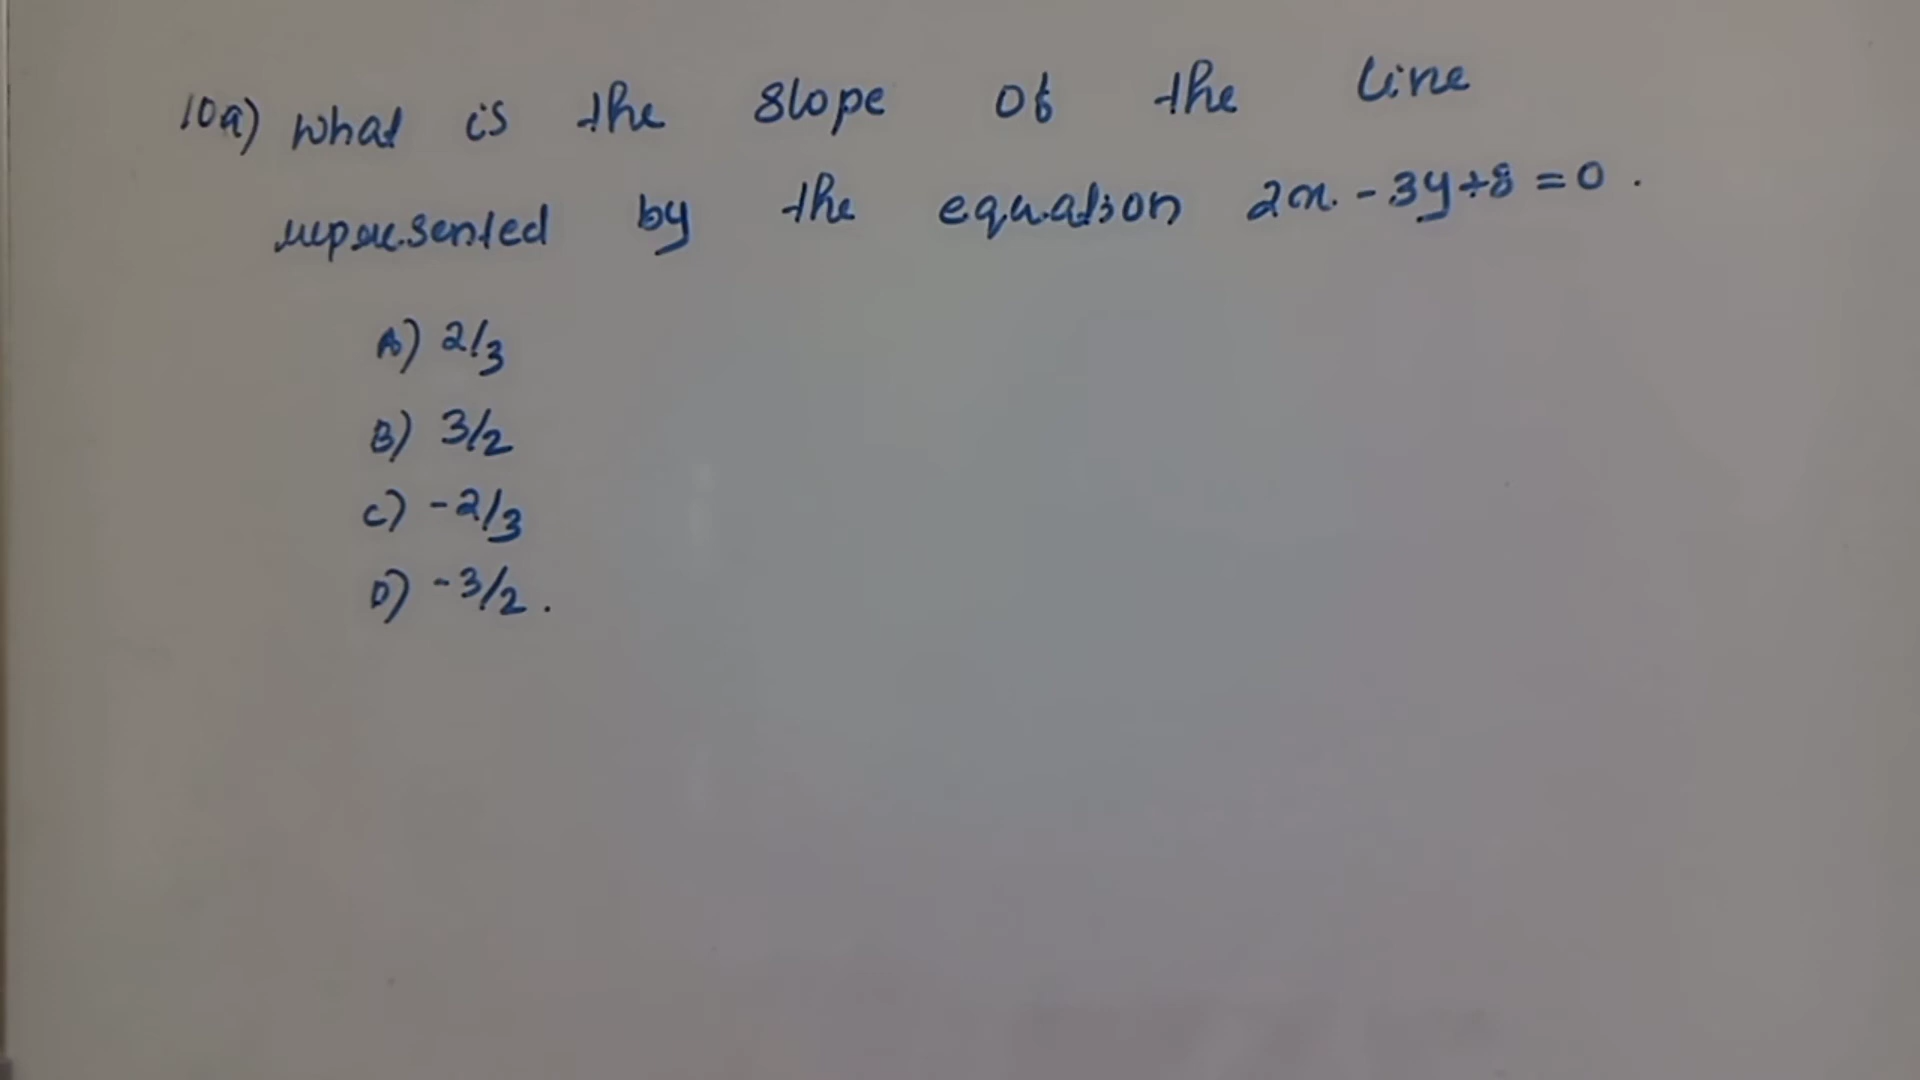 10a) What is the slope of the line
represented by the equation 2x - 3y+8 = 0.
A) 2/3
B) 3/2
C) -2/3
D) -3/2.